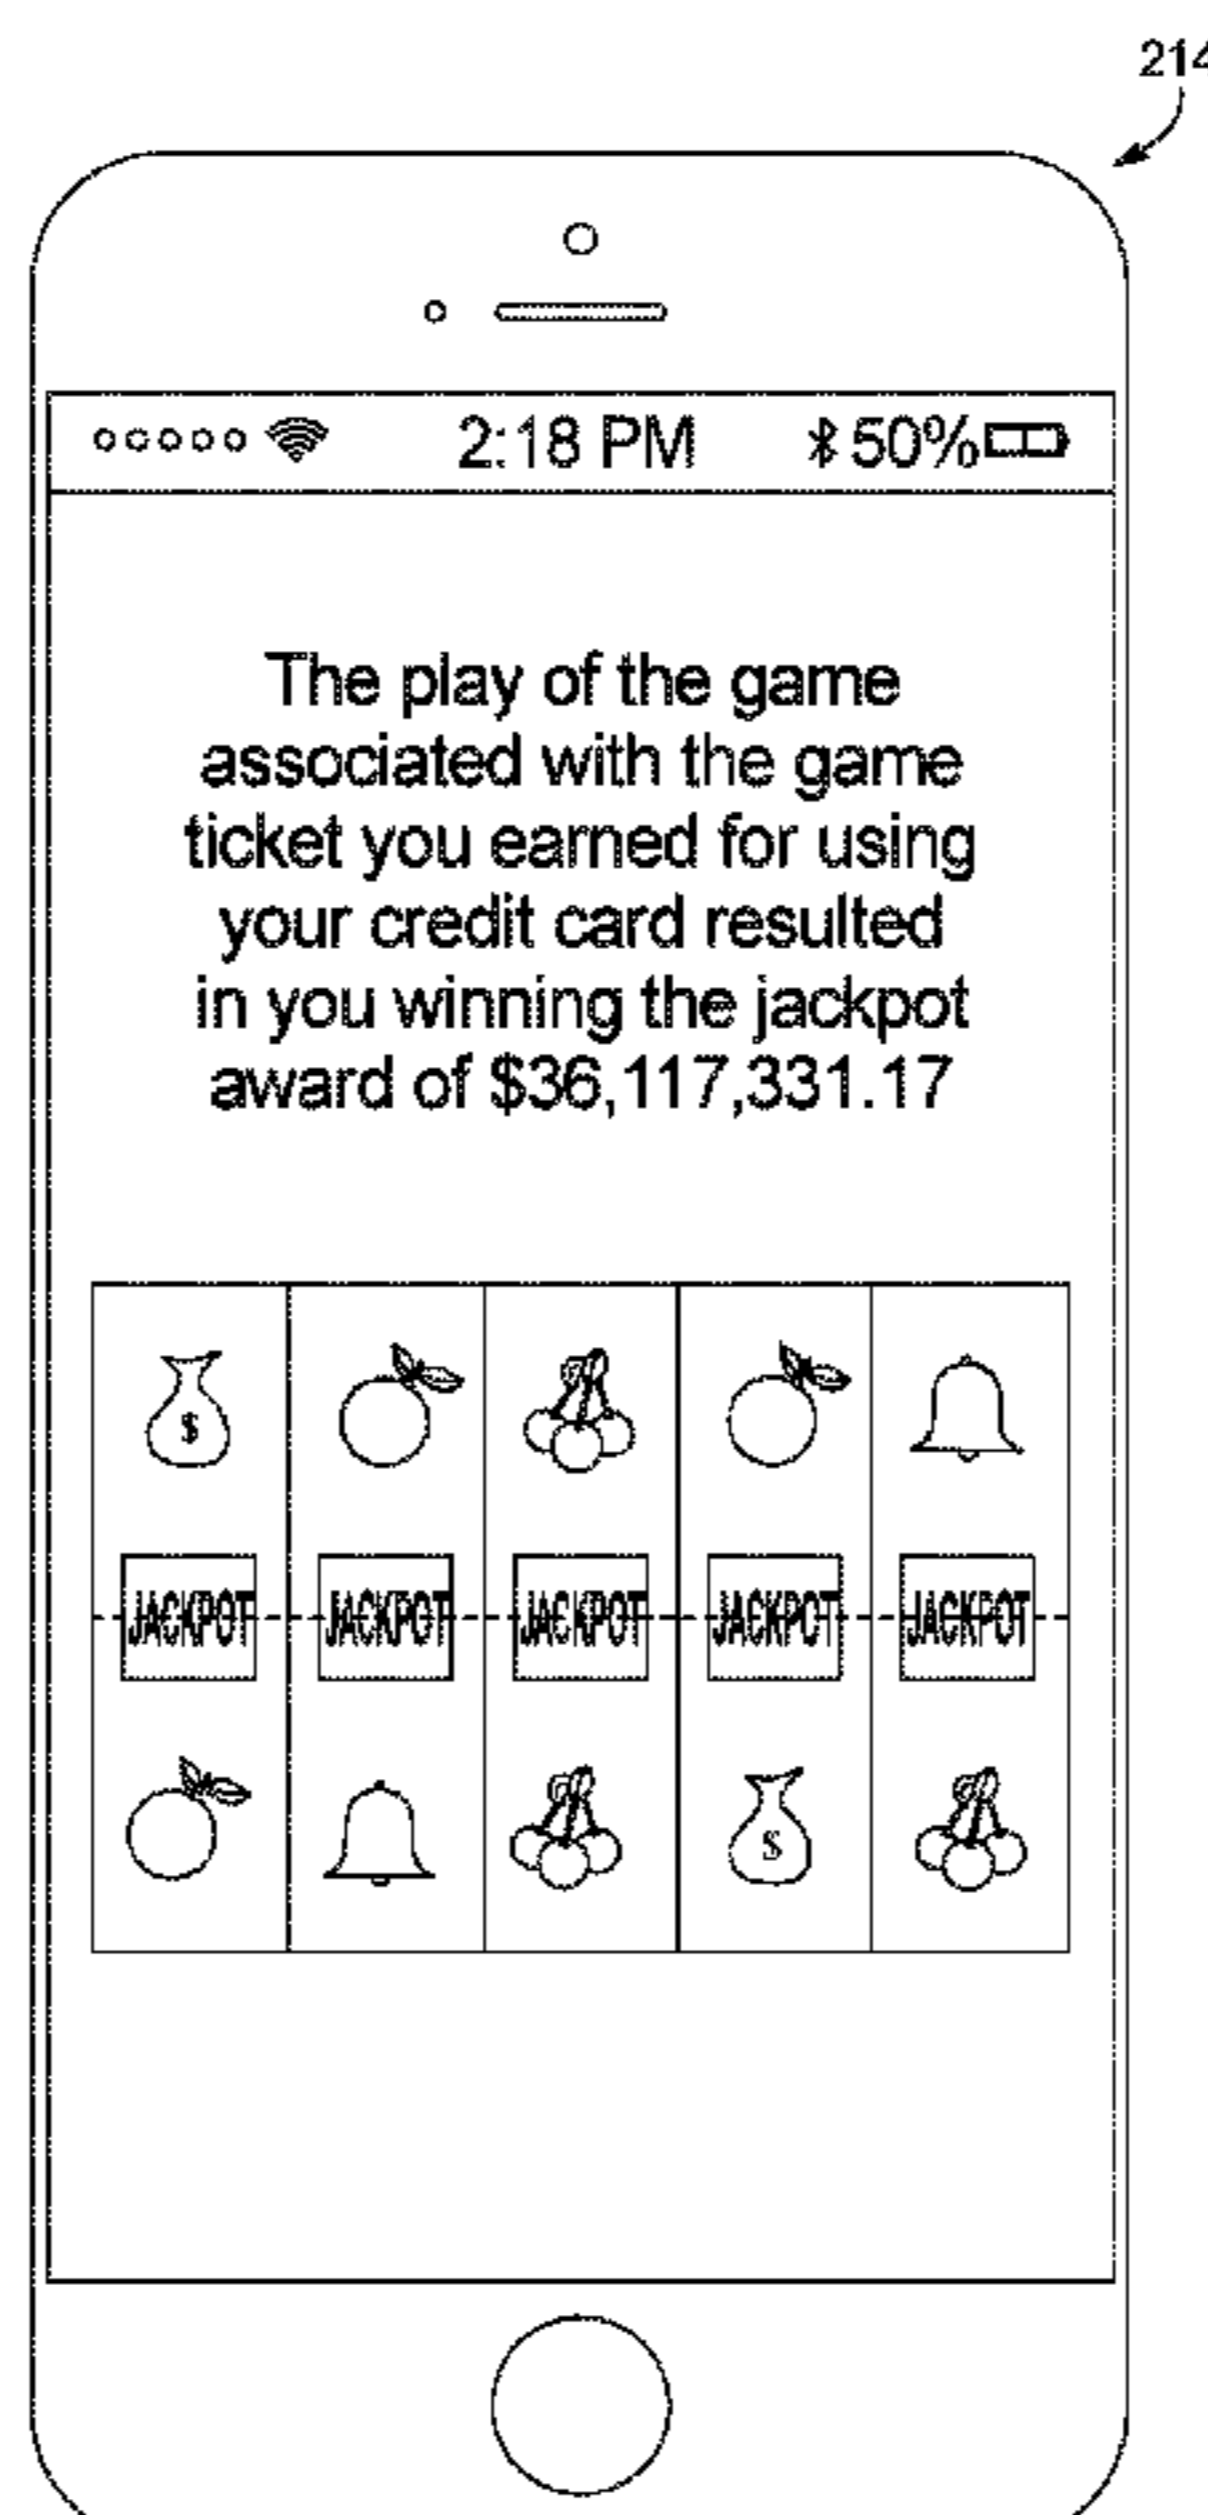 214
2:18 PM 50%
The play of the game
associated with the game
ticket you earned for using
your credit card resulted
in you winning the jackpot
award of $36,117,331.17
$
JACKPOT JACKPOT JACKPOT JACKPOT JACKPOT
$